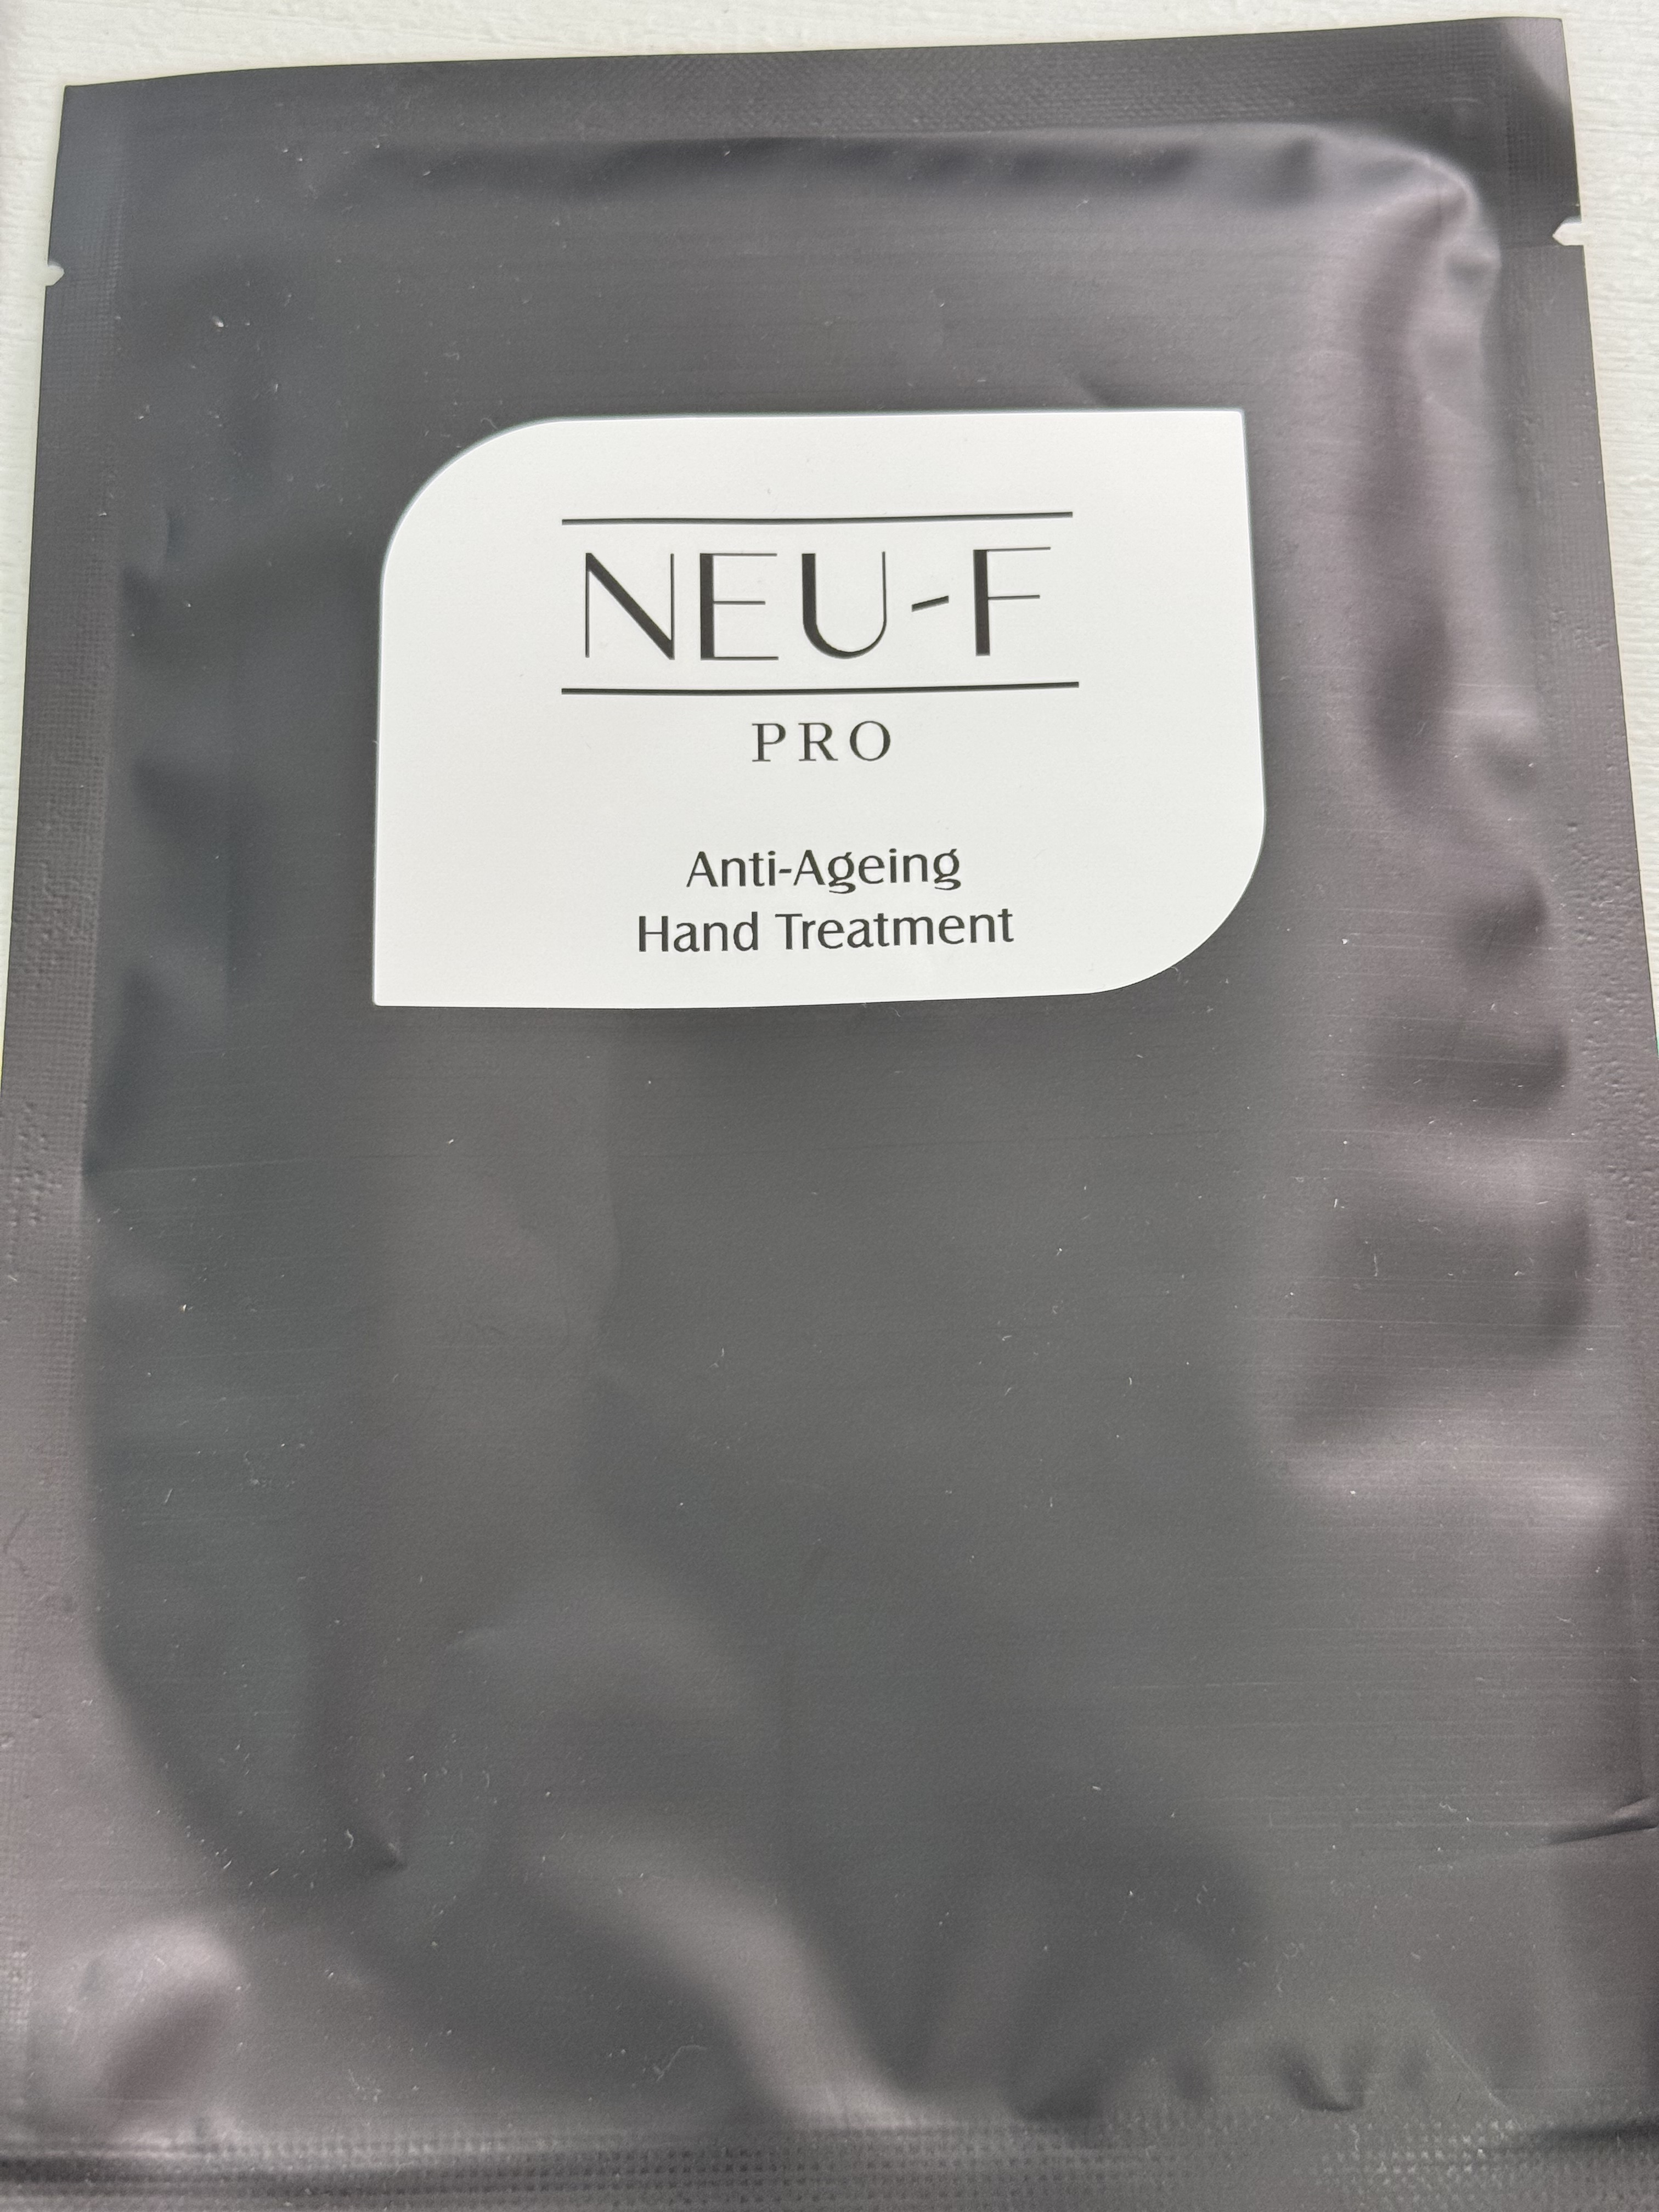 NEU-F
PRO
Anti-Ageing
Hand Treatment